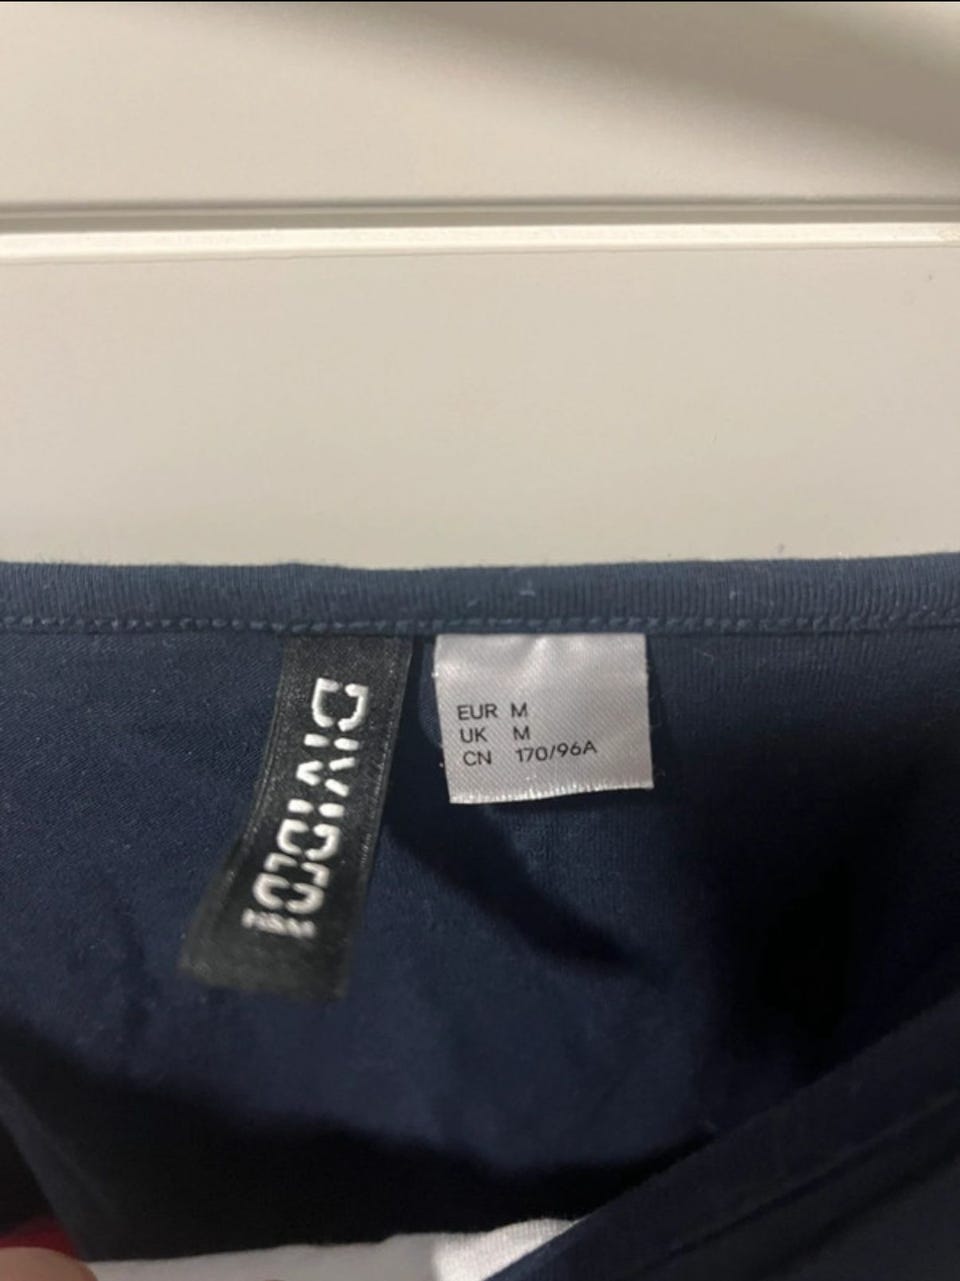 DIVIDED
EUR M
UK M
CN 170/96A